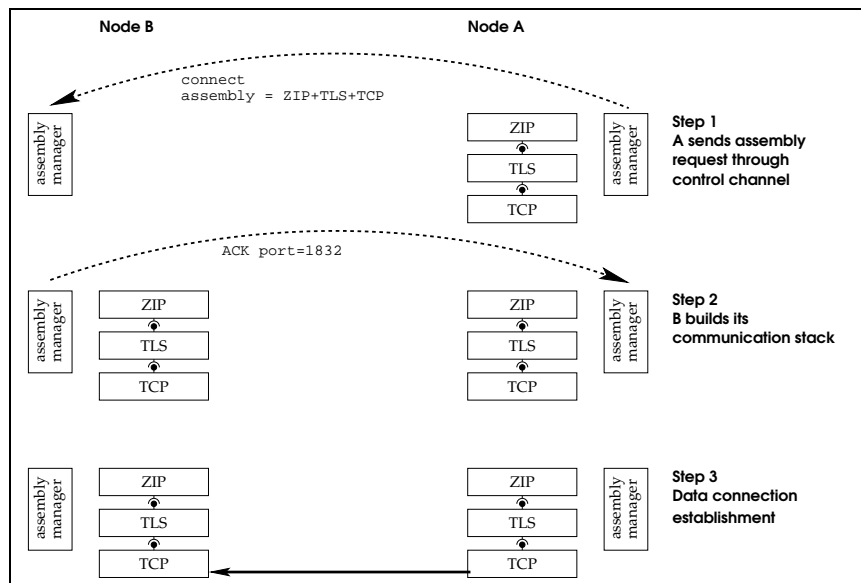 Node B
Node A
connect
assembly = ZIP+TLS+TCP
assembly
manager
ZIP
TLS
TCP
assembly
manager
Step 1
A sends assembly
request through
control channel
ACK port=1832
assembly
manager
ZIP
TLS
TCP
ZIP
TLS
TCP
assembly
manager
Step 2
B builds its
communication stack
assembly
manager
ZIP
TLS
TCP
ZIP
TLS
TCP
assembly
manager
Step 3
Data connection
establishment